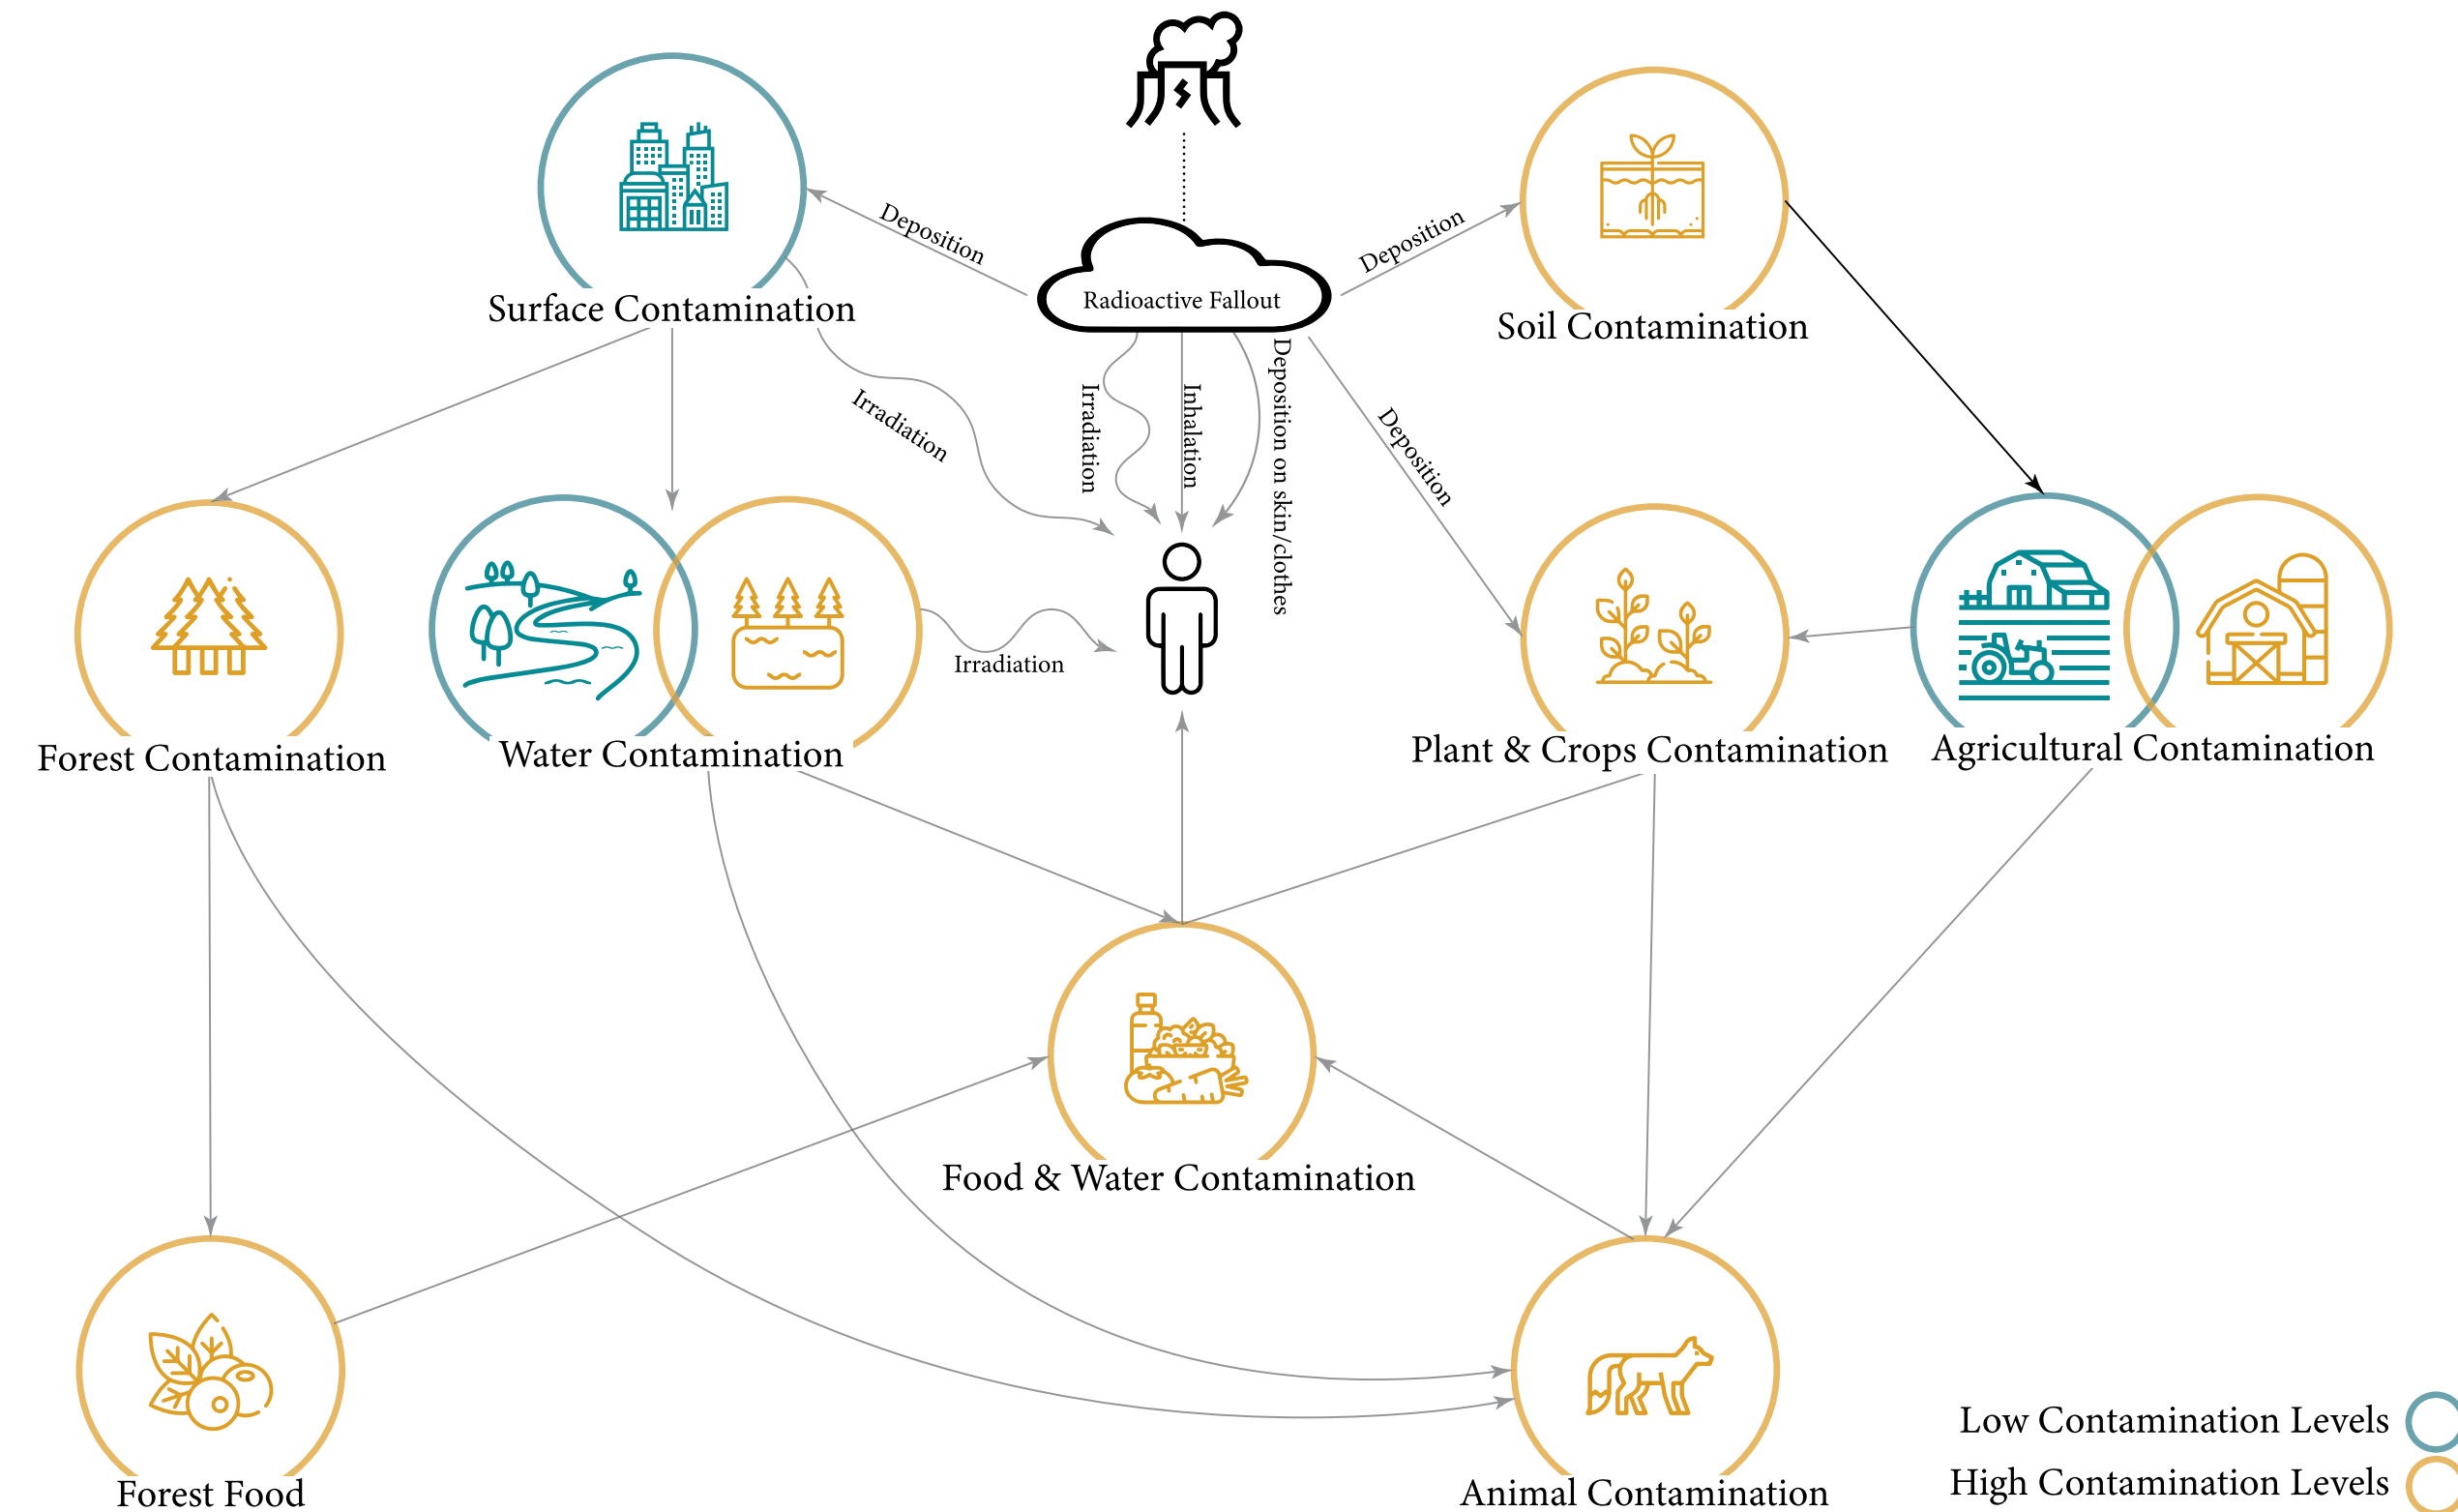 Deposition
Deposition
Radioactive Fallout
Surface Contamination
Soil Contamination
Irradiation
Irradiation
Inhalation
Deposition on skin/clothes
Deposition
Irradiation
Forest Contamination
Water Contamination
Plant & Crops Contamination
Agricultural Contamination
Food & Water Contamination
Forest Food
Animal Contamination
Low Contamination Levels
High Contamination Levels